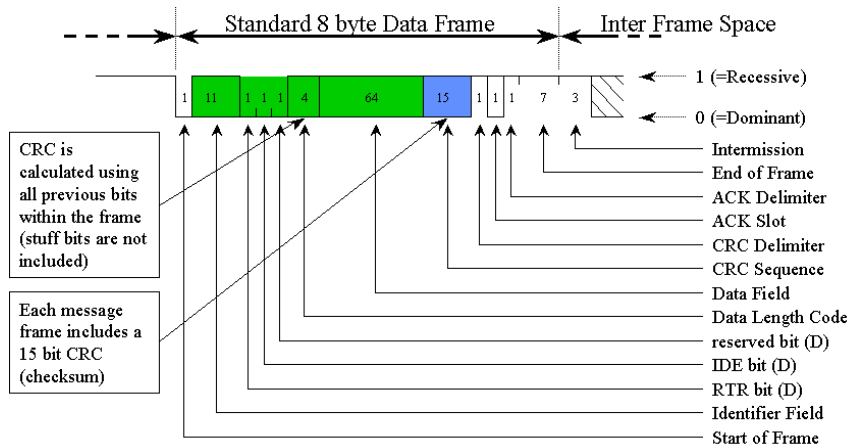 Standard 8 byte Data Frame
Inter Frame Space
1 (=Recessive)
0 (=Dominant)
1
11
1
1
1
4
64
15
1
1
1
7
3
CRC is
calculated using
all previous bits
within the frame
(stuff bits are not
included)
Each message
frame includes a
15 bit CRC
(checksum)
Intermission
End of Frame
ACK Delimiter
ACK Slot
CRC Delimiter
CRC Sequence
Data Field
Data Length Code
reserved bit (D)
IDE bit (D)
RTR bit (D)
Identifier Field
Start of Frame